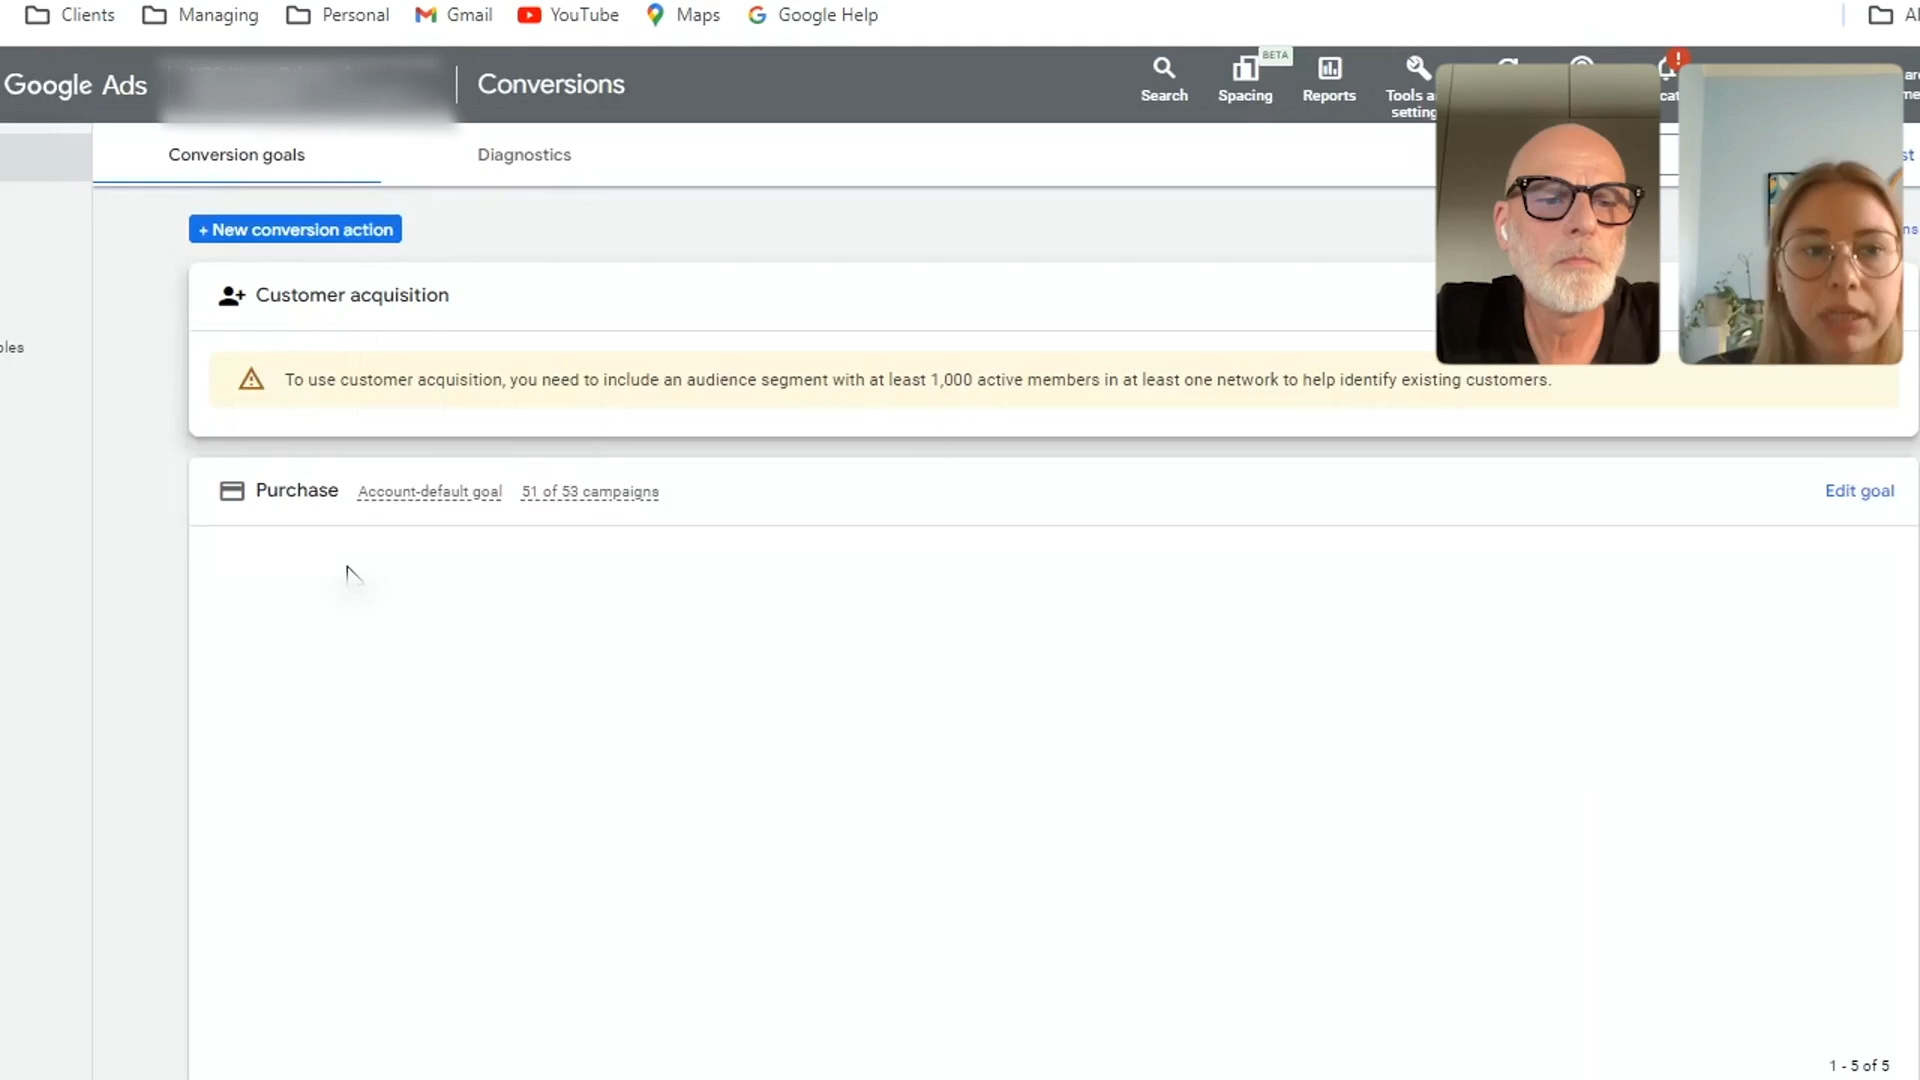 Clients Managing Personal Gmail YouTube Maps Google Help
Google Ads Conversions
BETA
Search Spacing Reports Tools a
setting
Conversion goals Diagnostics
+ New conversion action
Customer acquisition
To use customer acquisition, you need to include an audience segment with at least 1,000 active members in at least one network to help identify existing customers.
Purchase Account-default goal 51 of 53 campaigns Edit goal
1 - 5 of 5